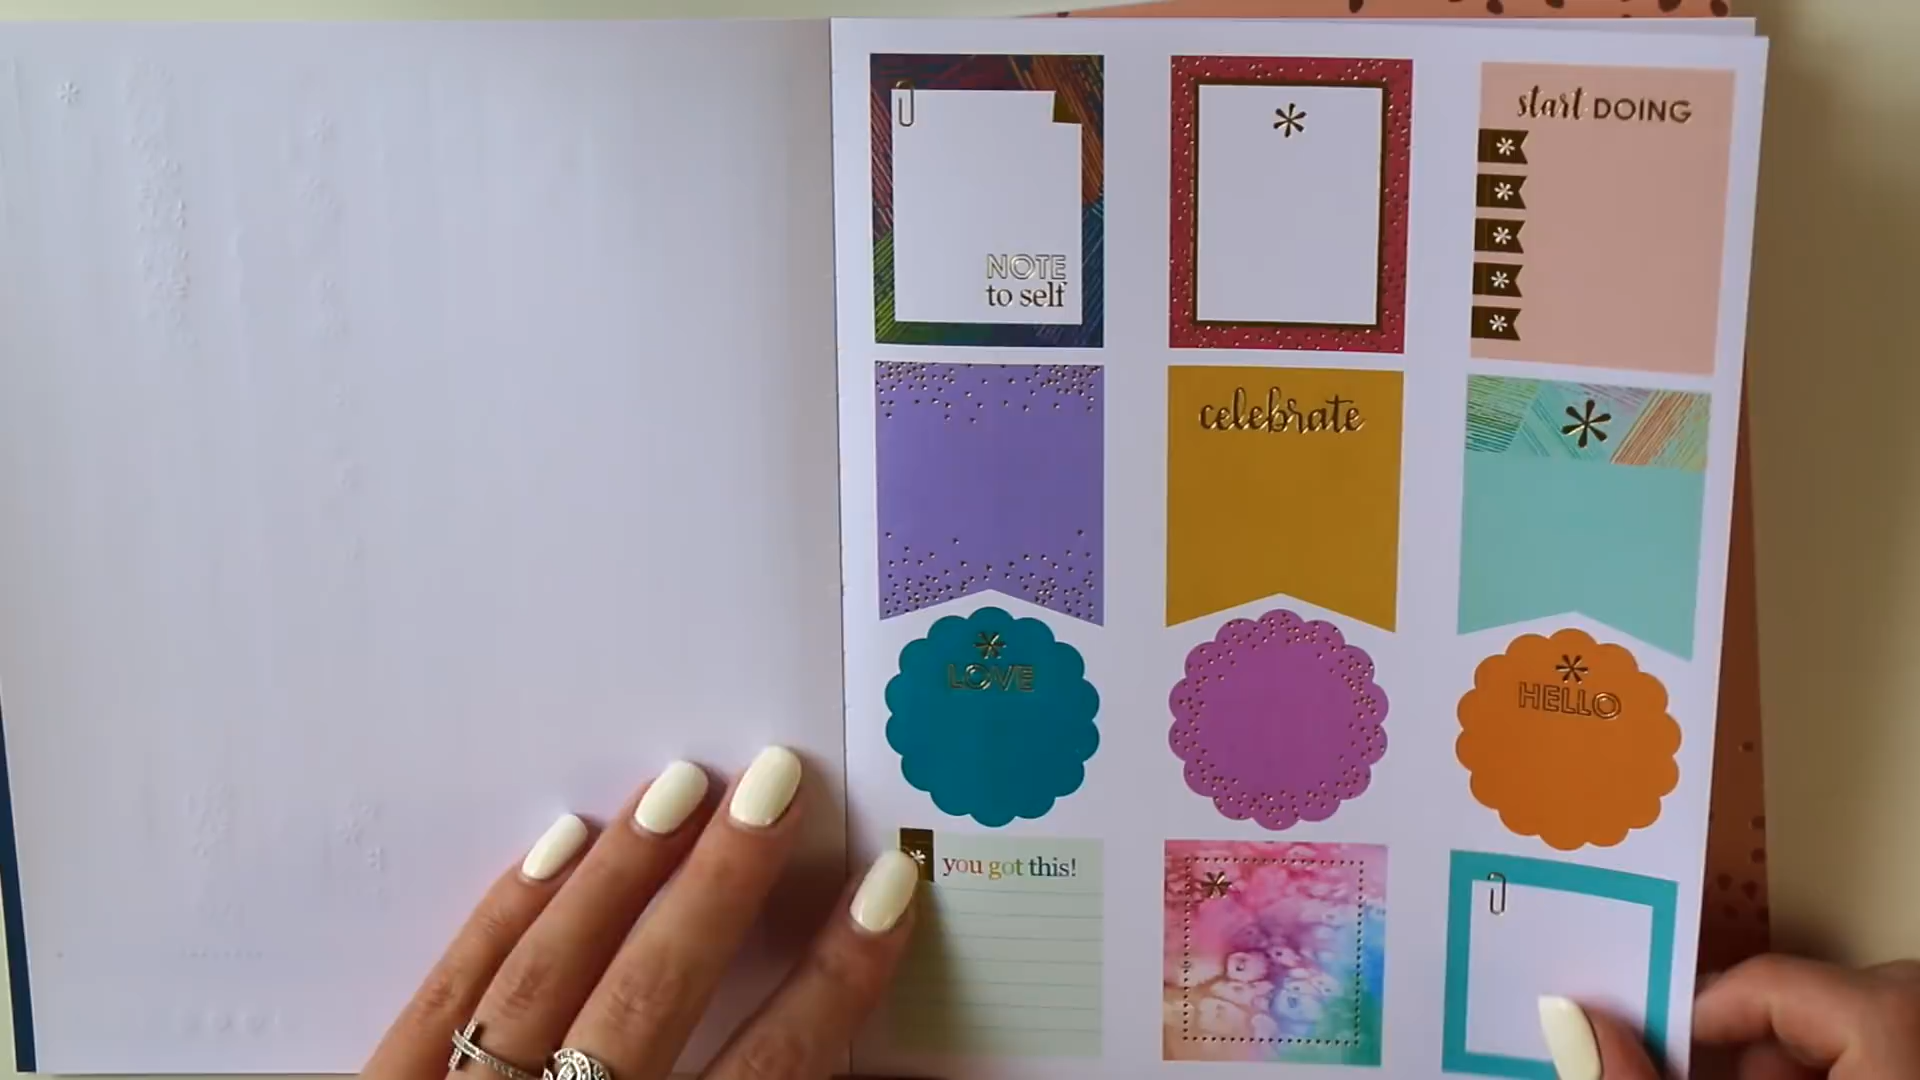 NOTE
to self
start DOING
celebrate
LOVE
HELLO
you got this!